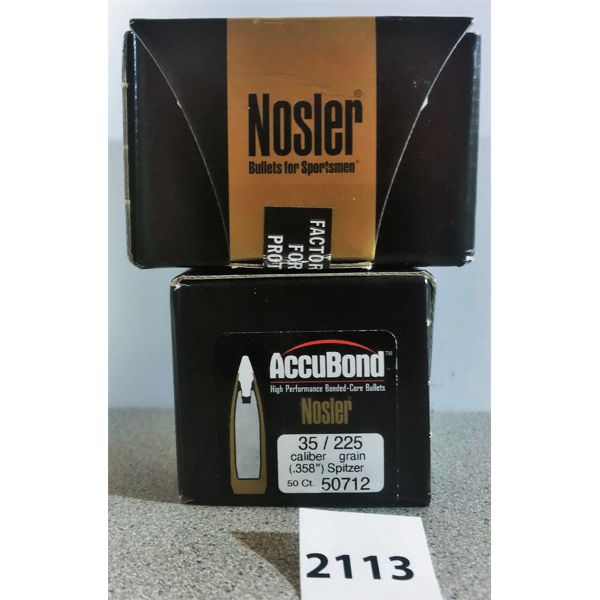 Nosler®
Bullets for Sportsmen®
FACTOR
FOR
PROT
AccuBond™
High Performance Bonded-Core Bullets
Nosler®
35 / 225
caliber grain
(.358") Spitzer
50 Ct. 50712
2113